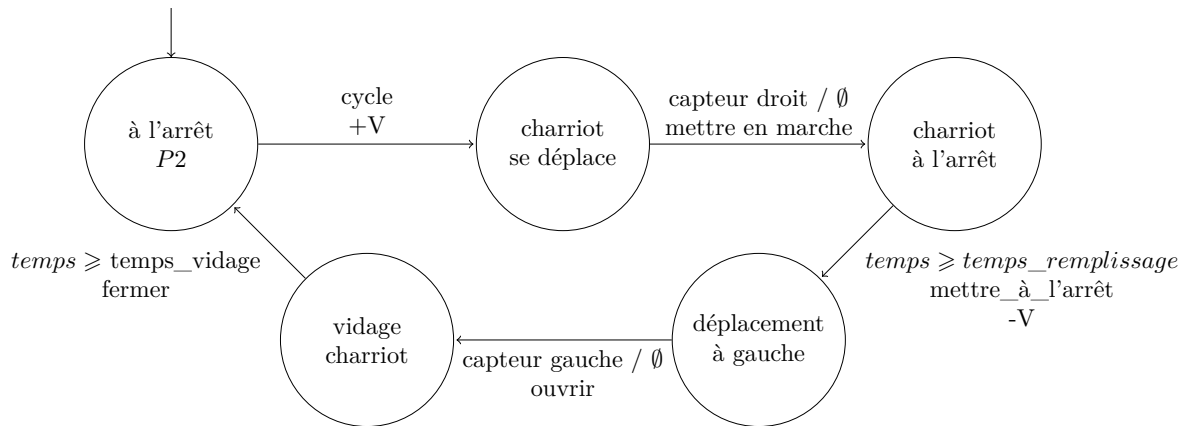 à l'arrêt
P2
cycle
+V
charriot
se déplace
capteur droit / ∅
mettre en marche
charriot
à l'arrêt
temps ⩾ temps_remplissage
mettre_à_l'arrêt
-V
déplacement
à gauche
capteur gauche / ∅
ouvrir
vidage
charriot
temps ⩾ temps_vidage
fermer